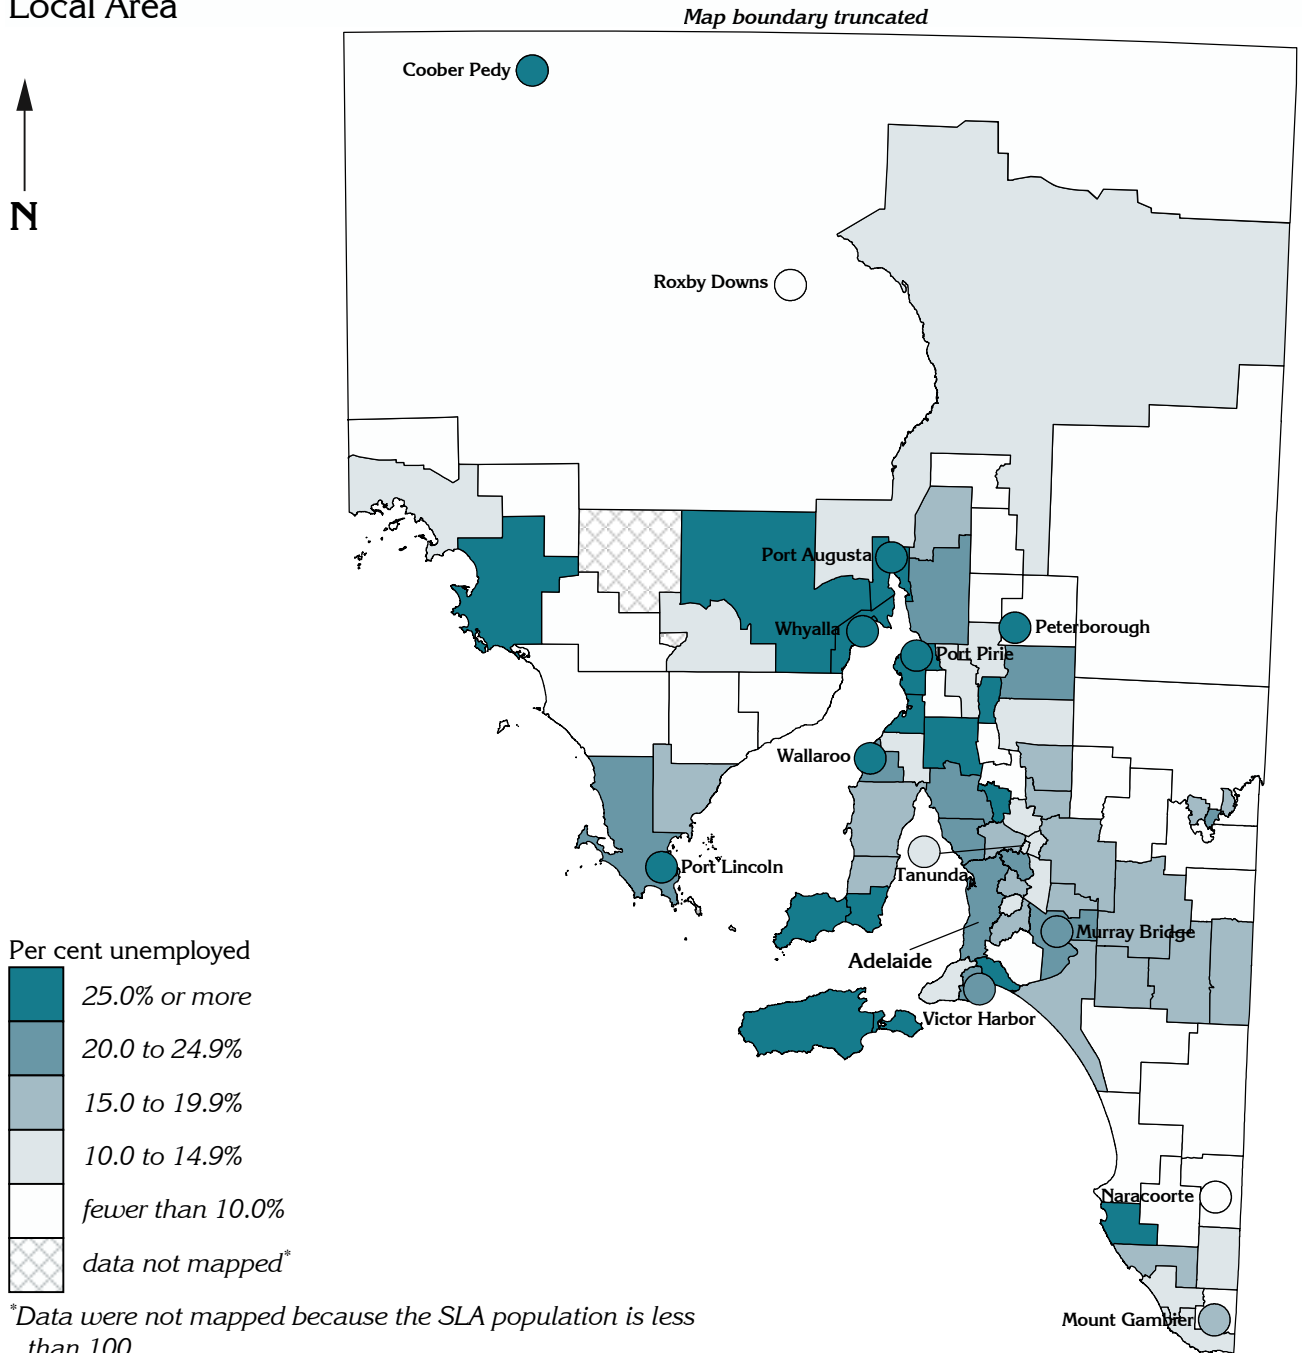 Local Area
Map boundary truncated
Coober Pedy
N
Roxby Downs
Port Augusta
Whyalla
Peterborough
Port Pirie
Wallaroo
Port Lincoln
Tanunda
Murray Bridge
Adelaide
Victor Harbor
Naracoorte
Mount Gambier
Per cent unemployed
25.0% or more
20.0 to 24.9%
15.0 to 19.9%
10.0 to 14.9%
fewer than 10.0%
data not mapped*
*Data were not mapped because the SLA population is less
than 100